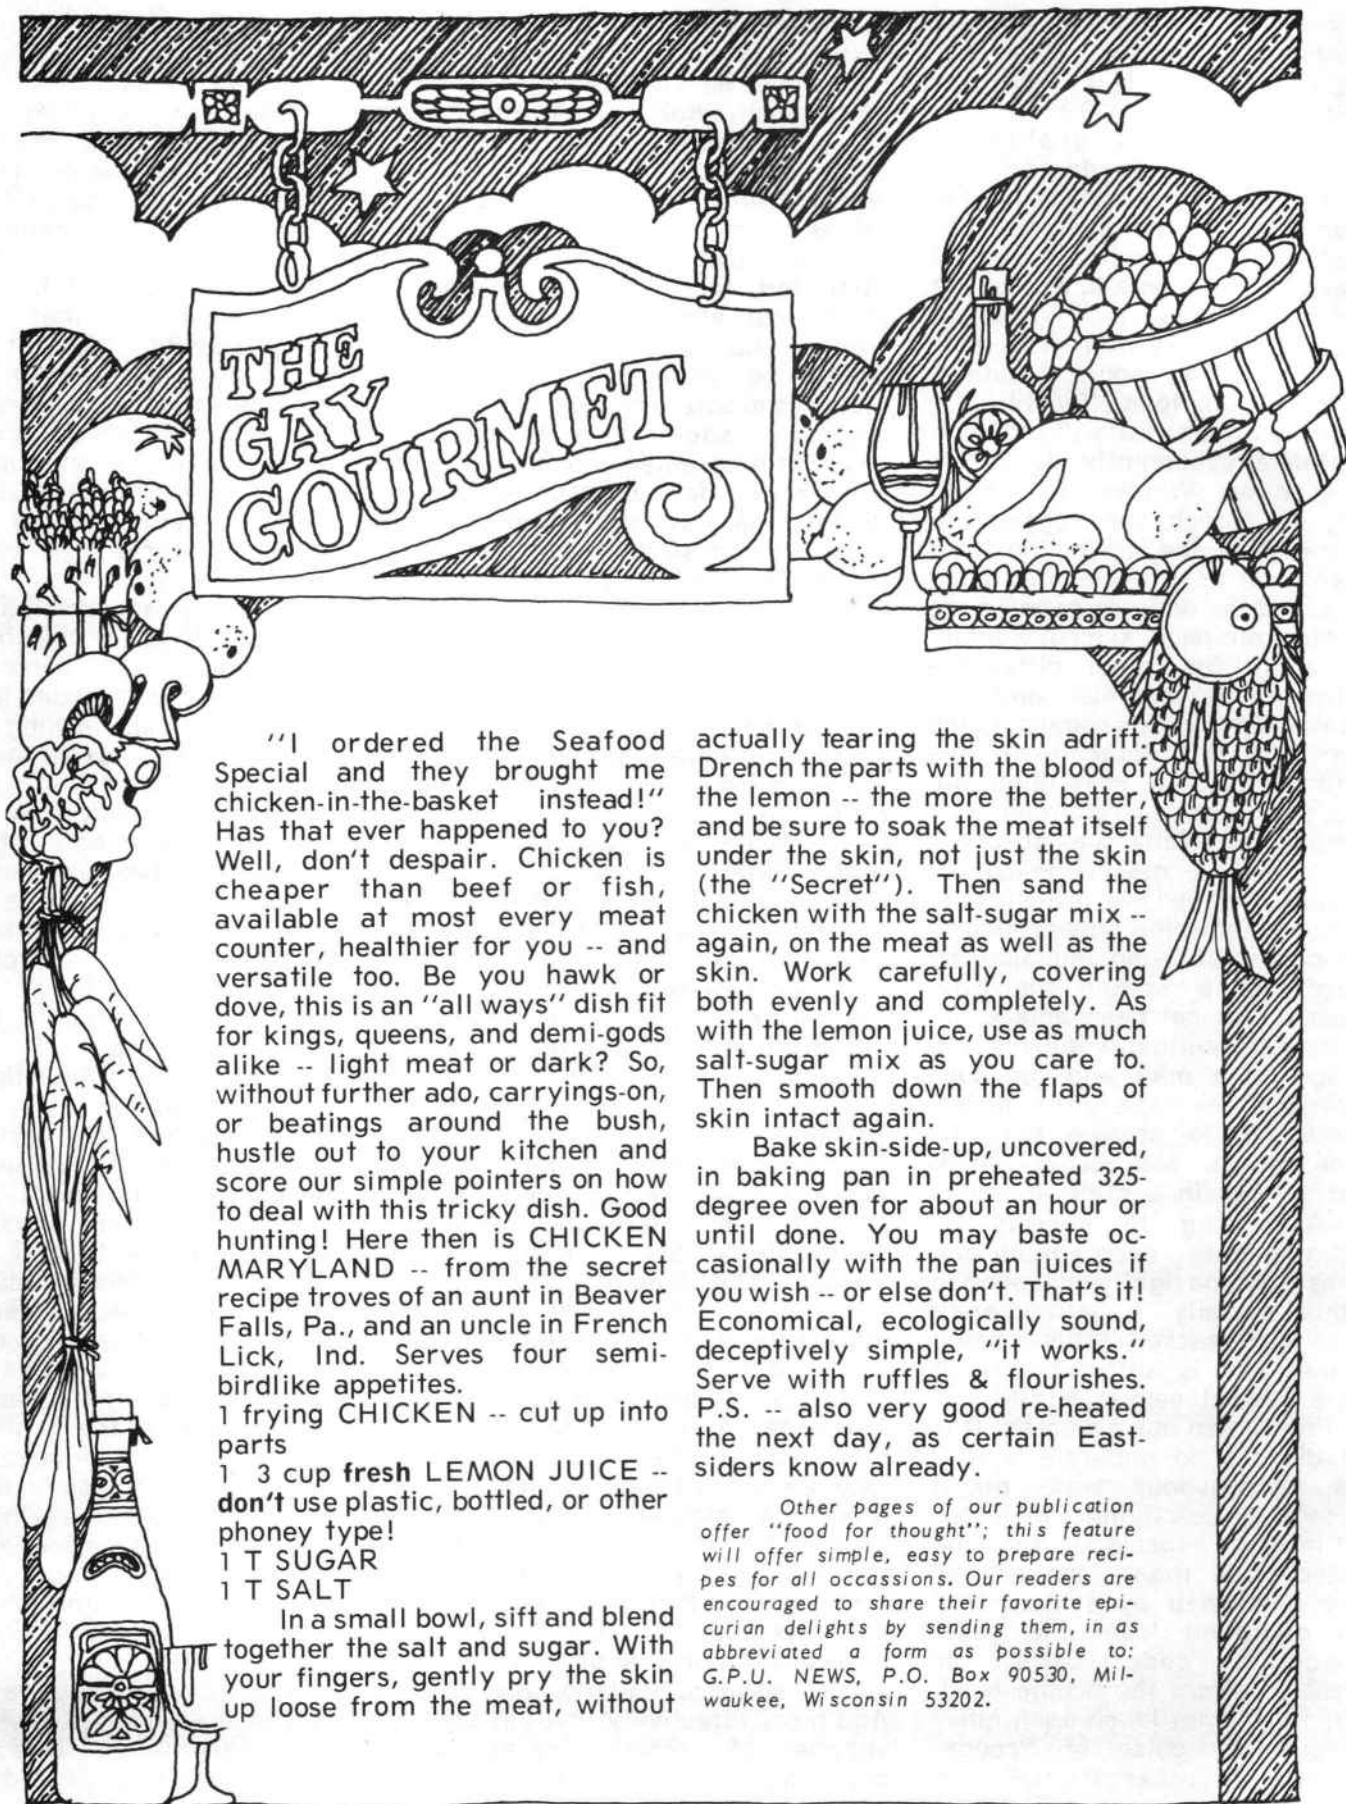 THE
GAY
GOURMET
"I ordered the Seafood
Special and they brought me
chicken-in-the-basket instead!"
Has that ever happened to you?
Well, don't despair. Chicken is
cheaper than beef or fish,
available at most every meat
counter, healthier for you -- and
versatile too. Be you hawk or
dove, this is an "all ways" dish fit
for kings, queens, and demi-gods
alike -- light meat or dark? So,
without further ado, carryings-on,
or beatings around the bush,
hustle out to your kitchen and
score our simple pointers on how
to deal with this tricky dish. Good
hunting! Here then is CHICKEN
MARYLAND -- from the secret
recipe troves of an aunt in Beaver
Falls, Pa., and an uncle in French
Lick, Ind. Serves four semi-
birdlike appetites.
1 frying CHICKEN -- cut up into
parts
1 3 cup fresh LEMON JUICE --
don't use plastic, bottled, or other
phoney type!
1 T SUGAR
1 T SALT
In a small bowl, sift and blend
together the salt and sugar. With
your fingers, gently pry the skin
up loose from the meat, without
actually tearing the skin adrift.
Drench the parts with the blood of
the lemon -- the more the better,
and be sure to soak the meat itself
under the skin, not just the skin
(the "Secret"). Then sand the
chicken with the salt-sugar mix --
again, on the meat as well as the
skin. Work carefully, covering
both evenly and completely. As
with the lemon juice, use as much
salt-sugar mix as you care to.
Then smooth down the flaps of
skin intact again.
Bake skin-side-up, uncovered,
in baking pan in preheated 325-
degree oven for about an hour or
until done. You may baste oc-
casionally with the pan juices if
you wish -- or else don't. That's it!
Economical, ecologically sound,
deceptively simple, "it works."
Serve with ruffles & flourishes.
P.S. -- also very good re-heated
the next day, as certain East-
siders know already.
Other pages of our publication
offer "food for thought"; this feature
will offer simple, easy to prepare reci-
pes for all occassions. Our readers are
encouraged to share their favorite epi-
curian delights by sending them, in as
abbreviated a form as possible to:
G.P.U. NEWS, P.O. Box 90530, Mil-
waukee, Wisconsin 53202.